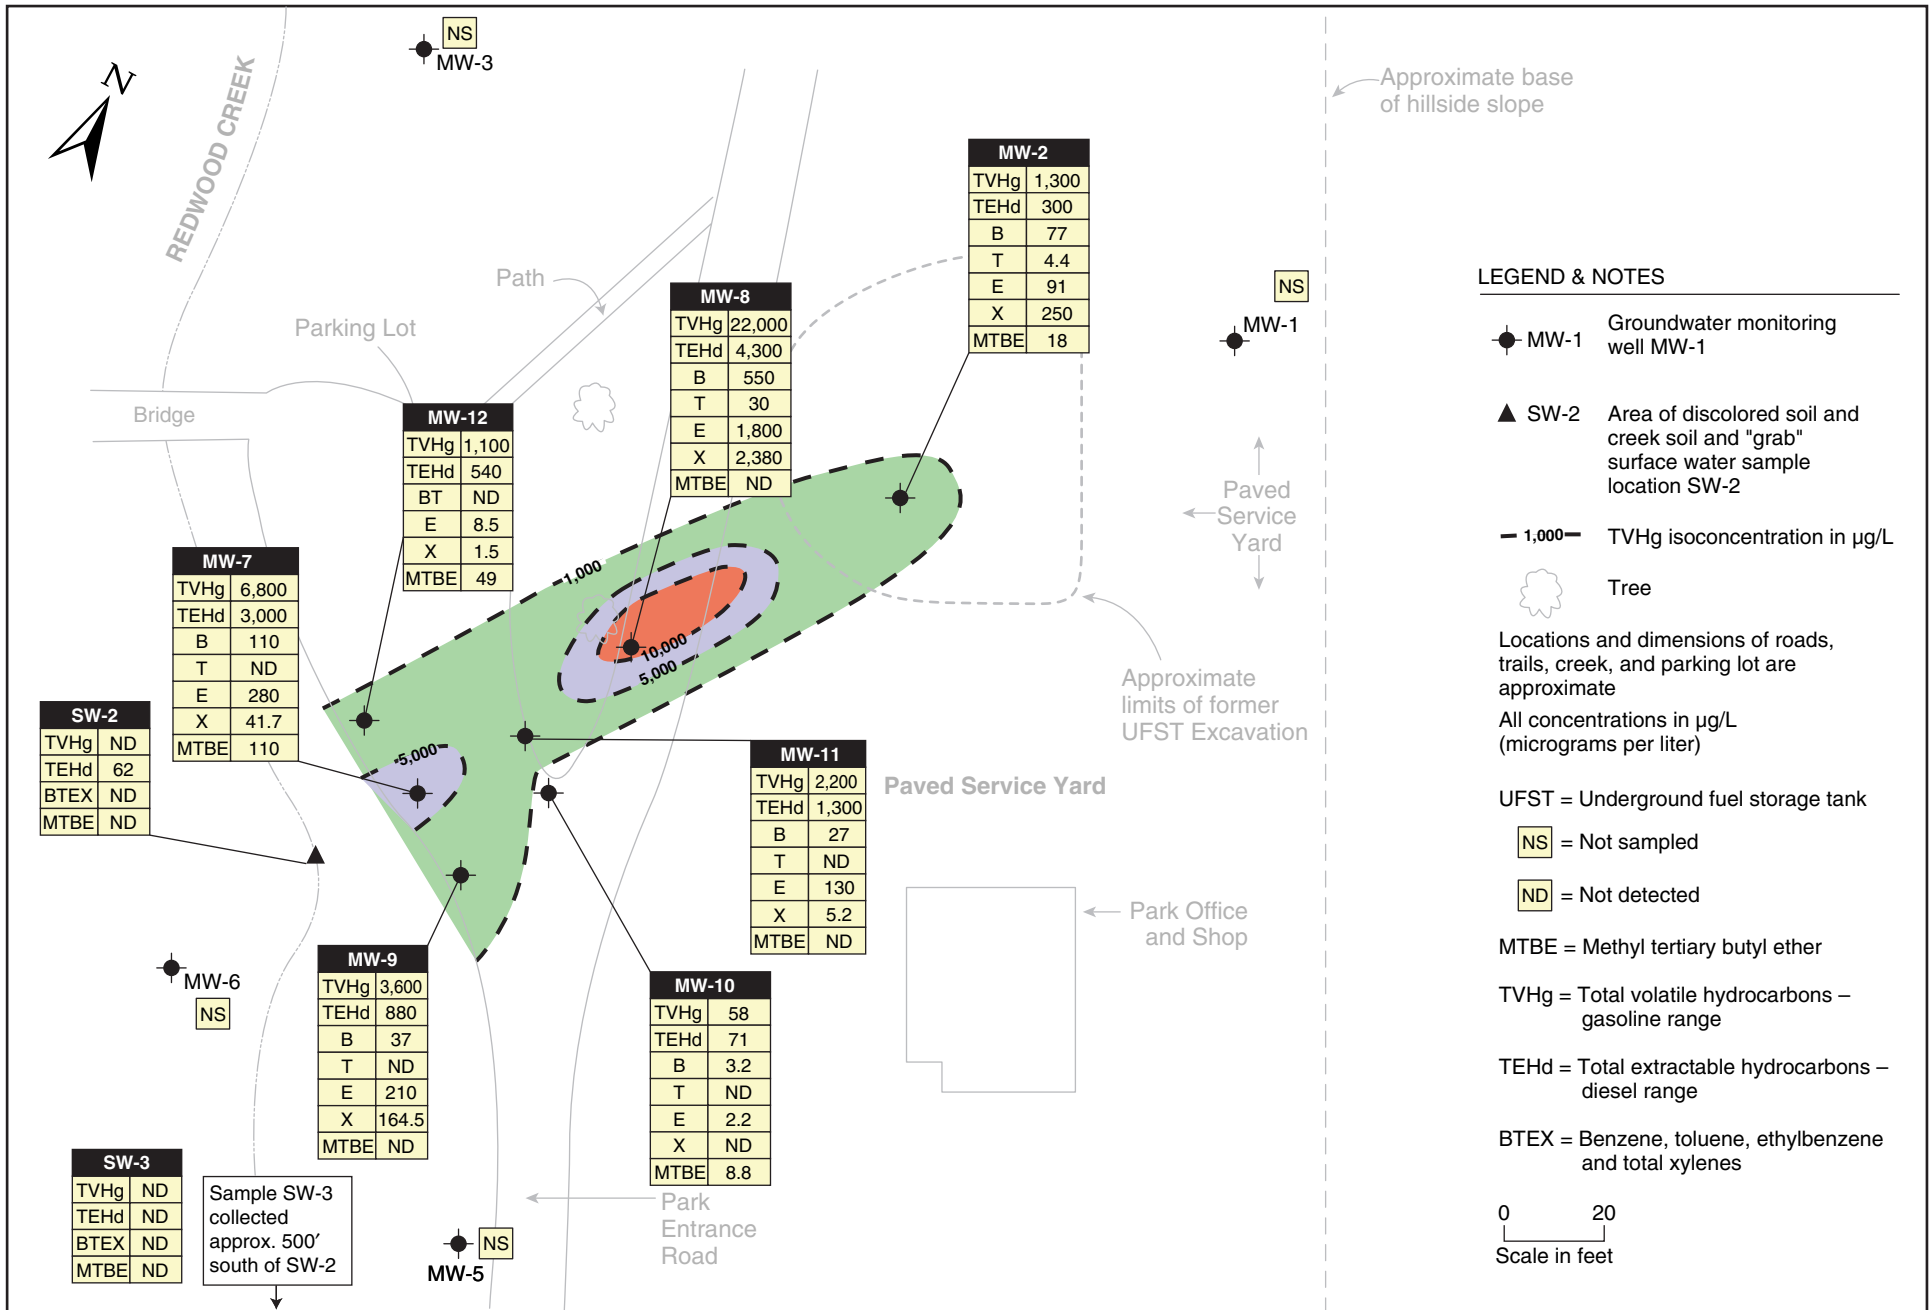 N
REDWOOD CREEK
NS
MW-3
Approximate base
of hillside slope
MW-2
TVHg 1,300
TEHd 300
B 77
T 4.4
E 91
X 250
MTBE 18
NS
MW-1
Path
Parking Lot
Bridge
MW-8
TVHg 22,000
TEHd 4,300
B 550
T 30
E 1,800
X 2,380
MTBE ND
MW-12
TVHg 1,100
TEHd 540
BT ND
E 8.5
X 1.5
MTBE 49
Paved
Service
Yard
MW-7
TVHg 6,800
TEHd 3,000
B 110
T ND
E 280
X 41.7
MTBE 110
1,000
10,000
5,000
5,000
Approximate
limits of former
UFST Excavation
SW-2
TVHg ND
TEHd 62
BTEX ND
MTBE ND
MW-11
TVHg 2,200
TEHd 1,300
B 27
T ND
E 130
X 5.2
MTBE ND
Paved Service Yard
Park Office
and Shop
MW-6
NS
MW-9
TVHg 3,600
TEHd 880
B 37
T ND
E 210
X 164.5
MTBE ND
MW-10
TVHg 58
TEHd 71
B 3.2
T ND
E 2.2
X ND
MTBE 8.8
SW-3
TVHg ND
TEHd ND
BTEX ND
MTBE ND
Sample SW-3
collected
approx. 500′
south of SW-2
NS
MW-5
Park
Entrance
Road
LEGEND & NOTES
MW-1 Groundwater monitoring
well MW-1
SW-2 Area of discolored soil and
creek soil and "grab"
surface water sample
location SW-2
1,000 TVHg isoconcentration in µg/L
Tree
Locations and dimensions of roads,
trails, creek, and parking lot are
approximate
All concentrations in µg/L
(micrograms per liter)
UFST = Underground fuel storage tank
NS = Not sampled
ND = Not detected
MTBE = Methyl tertiary butyl ether
TVHg = Total volatile hydrocarbons –
gasoline range
TEHd = Total extractable hydrocarbons –
diesel range
BTEX = Benzene, toluene, ethylbenzene
and total xylenes
0 20
Scale in feet